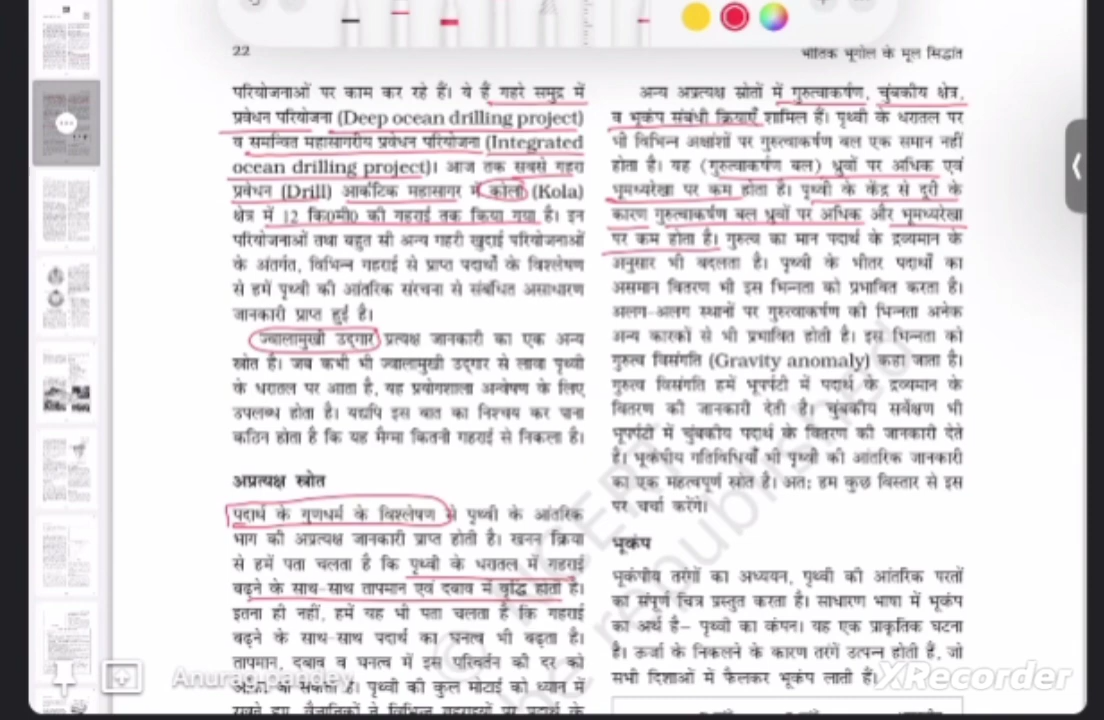 22
भौतिक भूगोल के मूल सिद्धांत
परियोजनाओं पर काम कर रहे हैं। ये हैं गहरे समुद्र में
प्रवेधन परियोजना (Deep ocean drilling project)
व समन्वित महासागरीय प्रवेधन परियोजना (Integrated
ocean drilling project)। आज तक सबसे गहरा
प्रवेधन (Drill) आर्कटिक महासागर में कोला (Kola)
क्षेत्र में 12 कि0मी0 की गहराई तक किया गया है। इन
परियोजनाओं तथा बहुत सी अन्य गहरी खुदाई परियोजनाओं
के अंतर्गत, विभिन्न गहराई से प्राप्त पदार्थों के विश्लेषण
से हमें पृथ्वी की आंतरिक संरचना से संबंधित असाधारण
जानकारी प्राप्त हुई है।
ज्वालामुखी उद्गार प्रत्यक्ष जानकारी का एक अन्य
स्रोत है। जब कभी भी ज्वालामुखी उद्गार से लावा पृथ्वी
के धरातल पर आता है, यह प्रयोगशाला अन्वेषण के लिए
उपलब्ध होता है। यद्यपि इस बात का निश्चय कर पाना
कठिन होता है कि यह मैग्मा कितनी गहराई से निकला है।
अप्रत्यक्ष स्रोत
पदार्थ के गुणधर्म के विश्लेषण से पृथ्वी के आंतरिक
भाग की अप्रत्यक्ष जानकारी प्राप्त होती है। खनन क्रिया
से हमें पता चलता है कि पृथ्वी के धरातल में गहराई
बढ़ने के साथ-साथ तापमान एवं दबाव में वृद्धि होता है।
इतना ही नहीं, हमें यह भी पता चलता है कि गहराई
बढ़ने के साथ-साथ पदार्थ का घनत्व भी बढ़ता है।
तापमान, दबाव व घनत्व में इस परिवर्तन की दर को
आँका जा सकता है। पृथ्वी की कुल मोटाई को ध्यान में
रखते हुए, वैज्ञानिकों ने विभिन्न गहराइयों पर पदार्थ के
अन्य अप्रत्यक्ष स्रोतों में गुरुत्वाकर्षण, चुंबकीय क्षेत्र,
व भूकंप संबंधी क्रियाएँ शामिल हैं। पृथ्वी के धरातल पर
भी विभिन्न अक्षांशों पर गुरुत्वाकर्षण बल एक समान नहीं
होता है। यह (गुरुत्वाकर्षण बल) ध्रुवों पर अधिक एवं
भूमध्यरेखा पर कम होता है। पृथ्वी के केंद्र से दूरी के
कारण गुरुत्वाकर्षण बल ध्रुवों पर अधिक और भूमध्यरेखा
पर कम होता है। गुरुत्व का मान पदार्थ के द्रव्यमान के
अनुसार भी बदलता है। पृथ्वी के भीतर पदार्थों का
असमान वितरण भी इस भिन्नता को प्रभावित करता है।
अलग-अलग स्थानों पर गुरुत्वाकर्षण की भिन्नता अनेक
अन्य कारकों से भी प्रभावित होती है। इस भिन्नता को
गुरुत्व विसंगति (Gravity anomaly) कहा जाता है।
गुरुत्व विसंगति हमें भूपर्पटी में पदार्थ के द्रव्यमान के
वितरण की जानकारी देती है। चुंबकीय सर्वेक्षण भी
भूपर्पटी में चुंबकीय पदार्थ के वितरण की जानकारी देते
है। भूकंपीय गतिविधियाँ भी पृथ्वी की आंतरिक जानकारी
का एक महत्वपूर्ण स्रोत है। अत: हम कुछ विस्तार से इस
पर चर्चा करेंगे।
भूकंप
भूकंपीय तरंगों का अध्ययन, पृथ्वी की आंतरिक परतों
का संपूर्ण चित्र प्रस्तुत करता है। साधारण भाषा में भूकंप
का अर्थ है– पृथ्वी का कंपन। यह एक प्राकृतिक घटना
है। ऊर्जा के निकलने के कारण तरंगें उत्पन्न होती हैं, जो
सभी दिशाओं में फैलकर भूकंप लाती हैं।
© NCERT
be republished
Anurag pandey
XRecorder